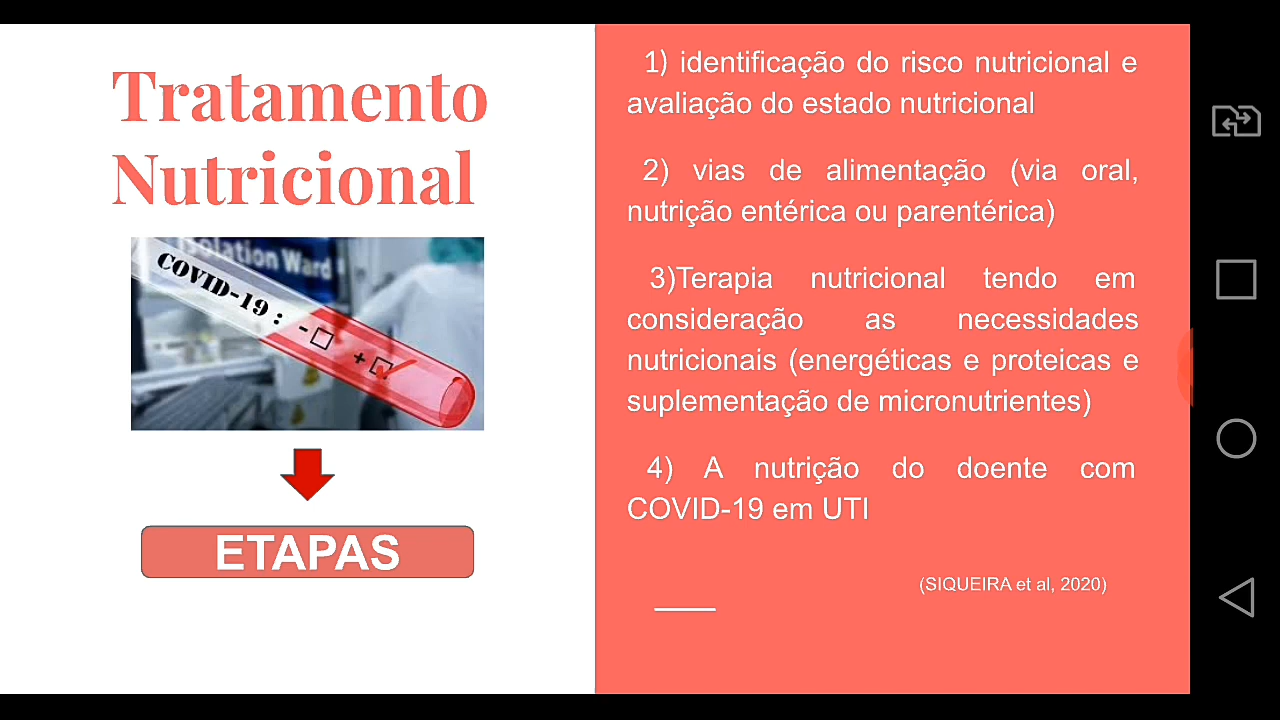 Tratamento
Nutricional
Isolation Ward
COVID-19 : -
+
ETAPAS
1) identificação do risco nutricional e
avaliação do estado nutricional
2) vias de alimentação (via oral,
nutrição entérica ou parentérica)
3)Terapia nutricional tendo em
consideração as necessidades
nutricionais (energéticas e proteicas e
suplementação de micronutrientes)
4) A nutrição do doente com
COVID-19 em UTI
(SIQUEIRA et al, 2020)